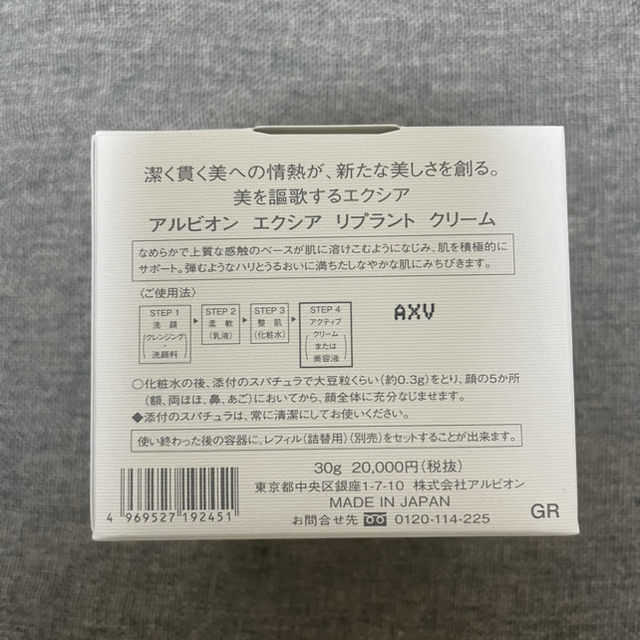 潔く貫く美への情熱が、新たな美しさを創る。
美を謳歌するエクシア
アルビオン エクシア リプラント クリーム
なめらかで上質な感触のベースが肌に溶けこむようになじみ、肌を積極的に
サポート。弾むようなハリとうるおいに満ちたしなやかな肌にみちびきます。
〈ご使用法〉
STEP 1
洗顔
(クレンジング・洗顔料)
STEP 2
柔軟
(乳液)
STEP 3
整肌
(化粧水)
STEP 4
アクティブ
クリーム
(または
美容液)
AXV
○化粧水の後、添付のスパチュラで大豆粒くらい(約0.3g)をとり、顔の5か所
(額、両ほほ、鼻、あご)においてから、顔全体に充分なじませます。
◆添付のスパチュラは、常に清潔にしてお使いください。
使い終わった後の容器に、レフィル(詰替用)(別売)をセットすることが出来ます。
30g 20,000円(税抜)
東京都中央区銀座1-7-10 株式会社アルビオン
MADE IN JAPAN
お問合せ先 0120-114-225
4 969527 192451
GR